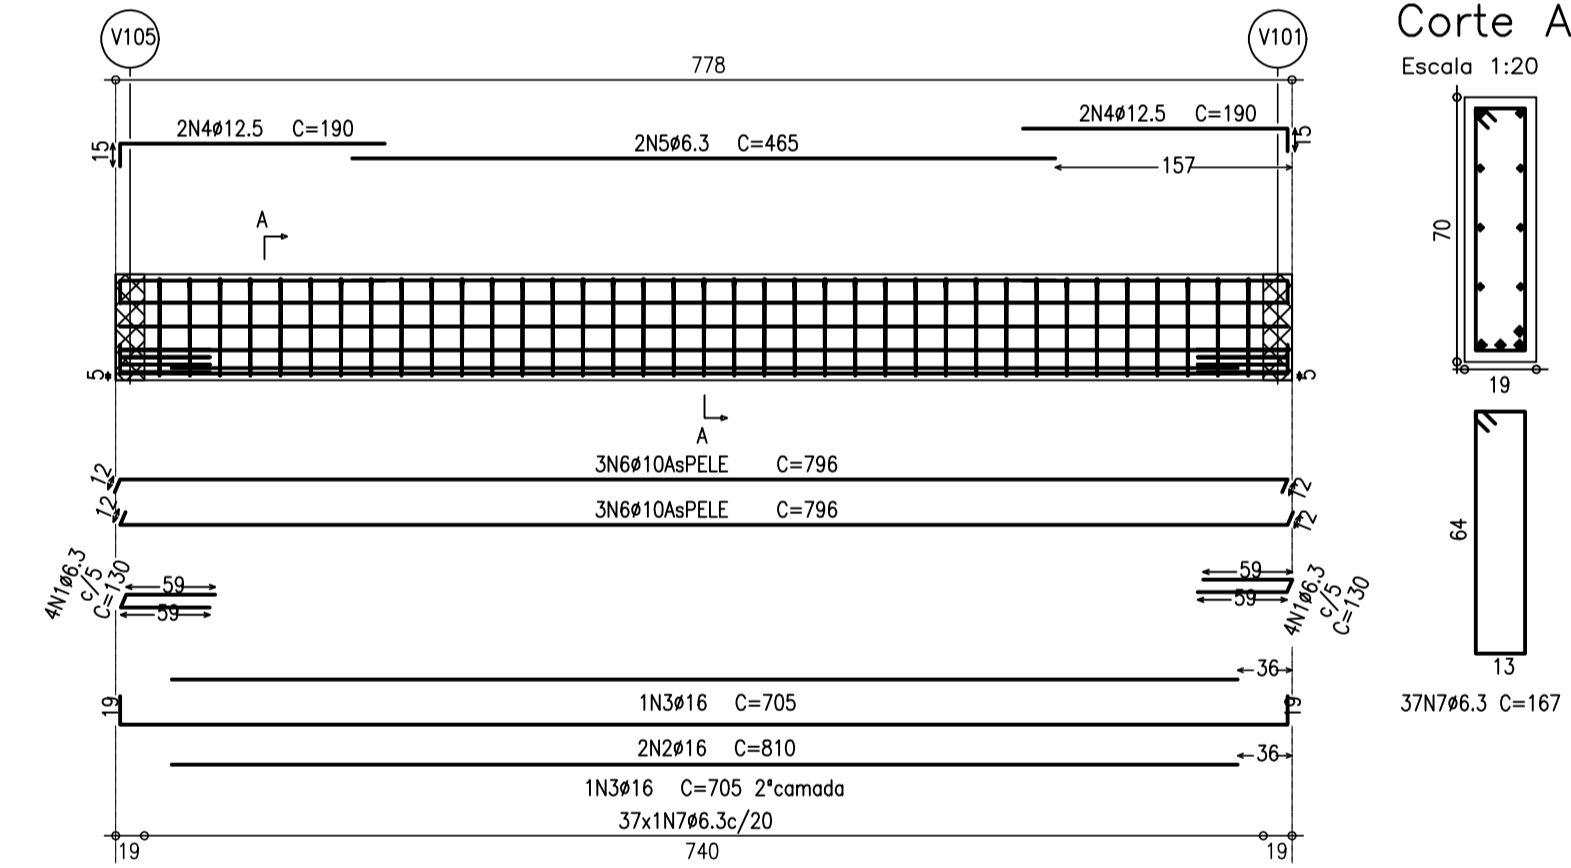 V105
V101
Corte A
Escala 1:20
778
2N4ø12.5 C=190
2N4ø12.5 C=190
15
15
2N5ø6.3 C=465
157
A
70
19
5
5
A
3N6ø10AsPELE C=796
12
12
3N6ø10AsPELE C=796
12
12
64
13
37N7ø6.3 C=167
4N1ø6.3
c/5
C=130
59
59
59
59
4N1ø6.3
c/5
C=130
36
1N3ø16 C=705
19
19
2N2ø16 C=810
36
1N3ø16 C=705 2ªcamada
37x1N7ø6.3c/20
19
740
19